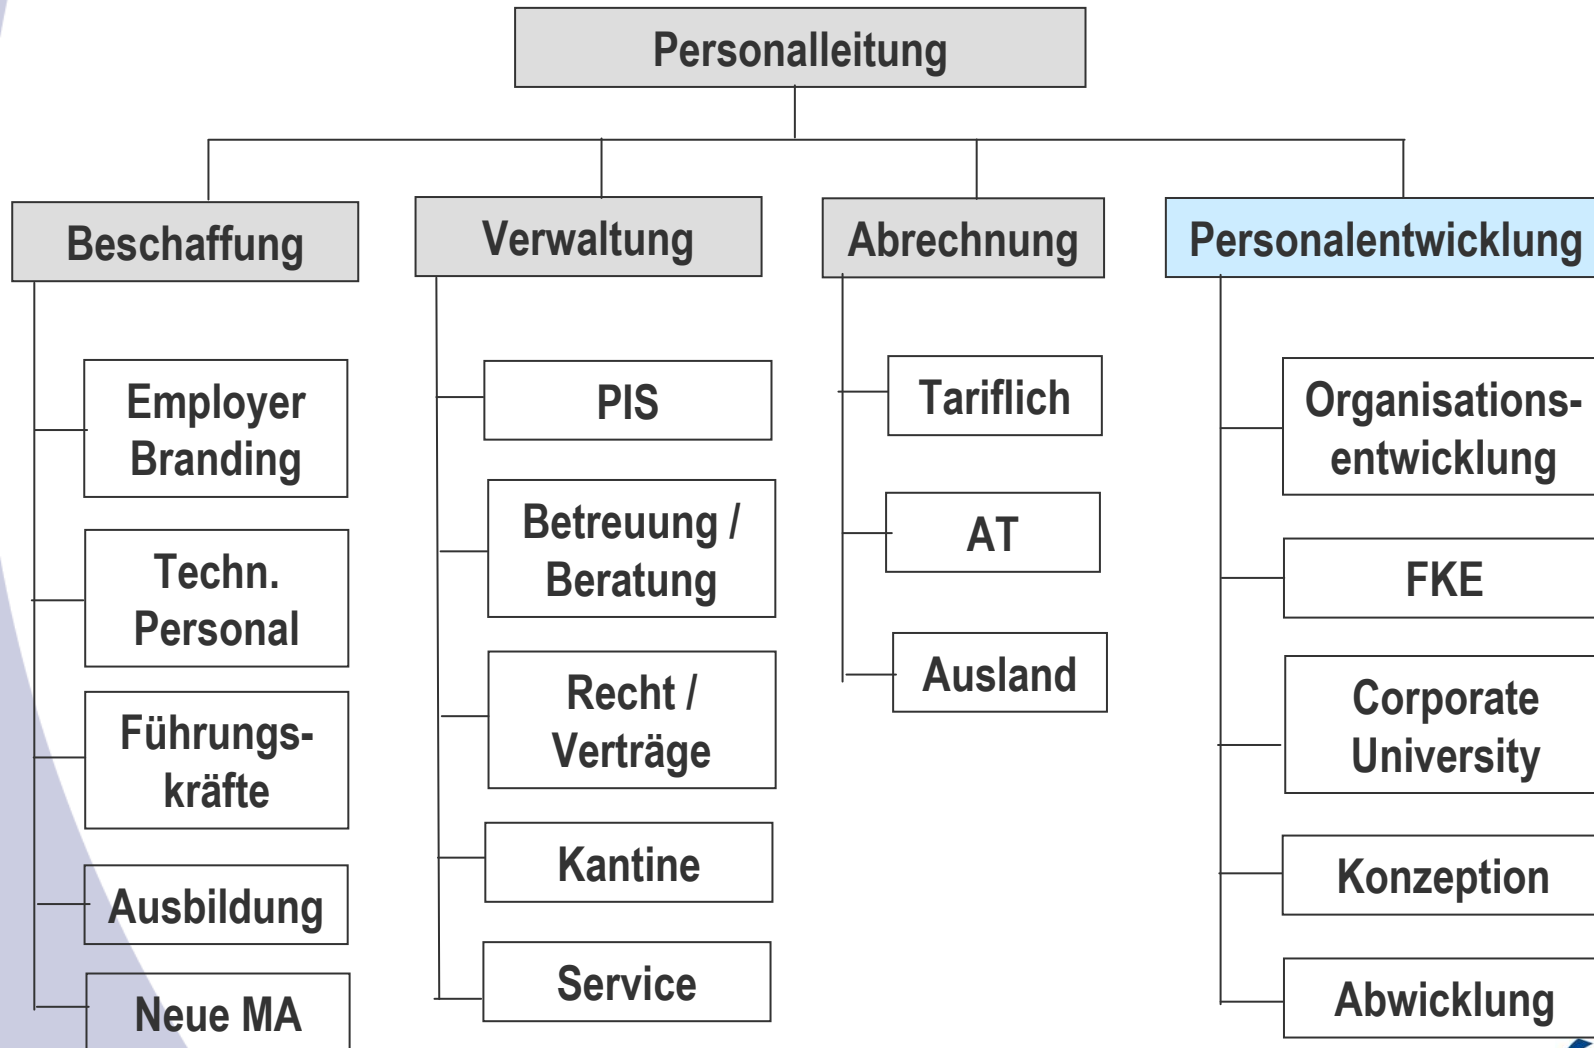 Personalleitung
Beschaffung
Verwaltung
Abrechnung
Personalentwicklung
Employer
Branding
Techn.
Personal
Führungs-
kräfte
Ausbildung
Neue MA
PIS
Betreuung /
Beratung
Recht /
Verträge
Kantine
Service
Tariflich
AT
Ausland
Organisations-
entwicklung
FKE
Corporate
University
Konzeption
Abwicklung